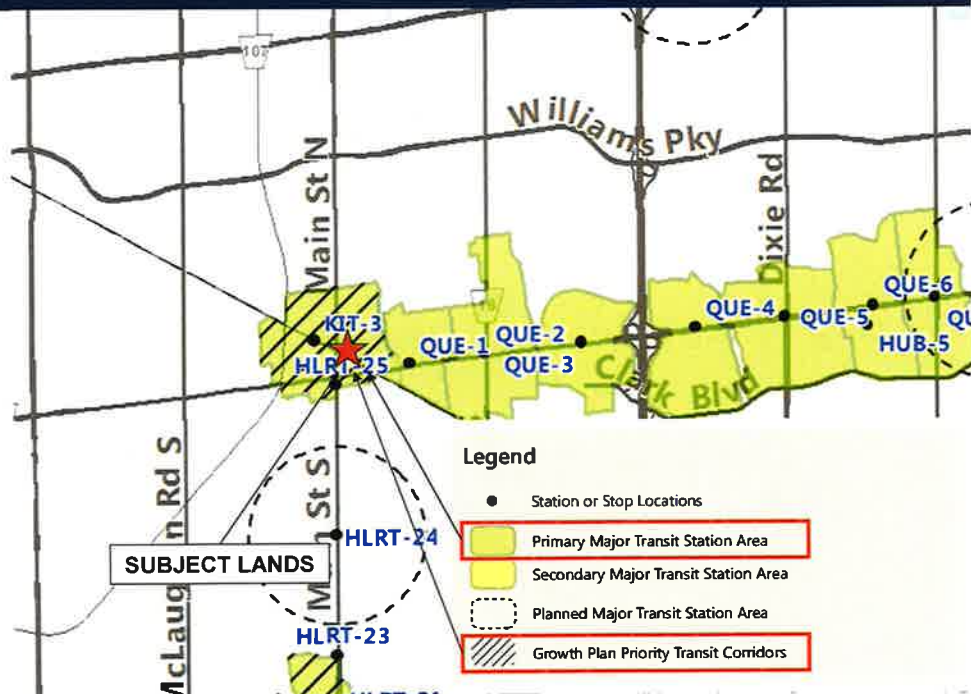 102
Williams Pky
Main St N
Dixie Rd
KIT-3
HLRT-25
QUE-1
QUE-2
QUE-3
QUE-4
QUE-5
QUE-6
HUB-5
Clark Blvd
McLaughlin Rd S
SUBJECT LANDS
HLRT-24
HLRT-23
Legend
Station or Stop Locations
Primary Major Transit Station Area
Secondary Major Transit Station Area
Planned Major Transit Station Area
Growth Plan Priority Transit Corridors